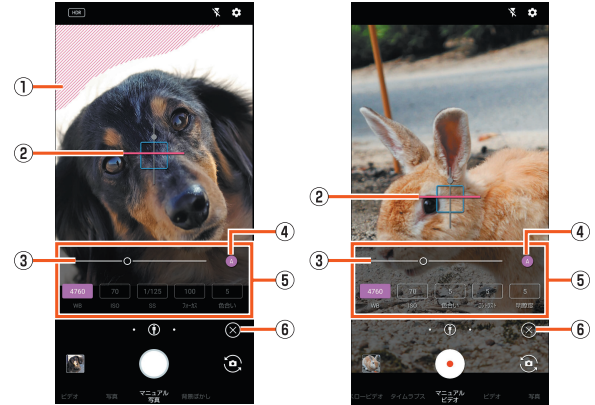 HDR
①
②
③
④
A
⑤
4760
70
1/125
100
5
WB
ISO
SS
フォーカス
色合い
⑥
ビデオ
写真
マニュアル
写真
背景ぼかし
②
③
④
A
⑤
4760
70
5
5
5
WB
ISO
色合い
コントラスト
明瞭度
⑥
スロービデオ
タイムラプス
マニュアル
ビデオ
ビデオ
写真